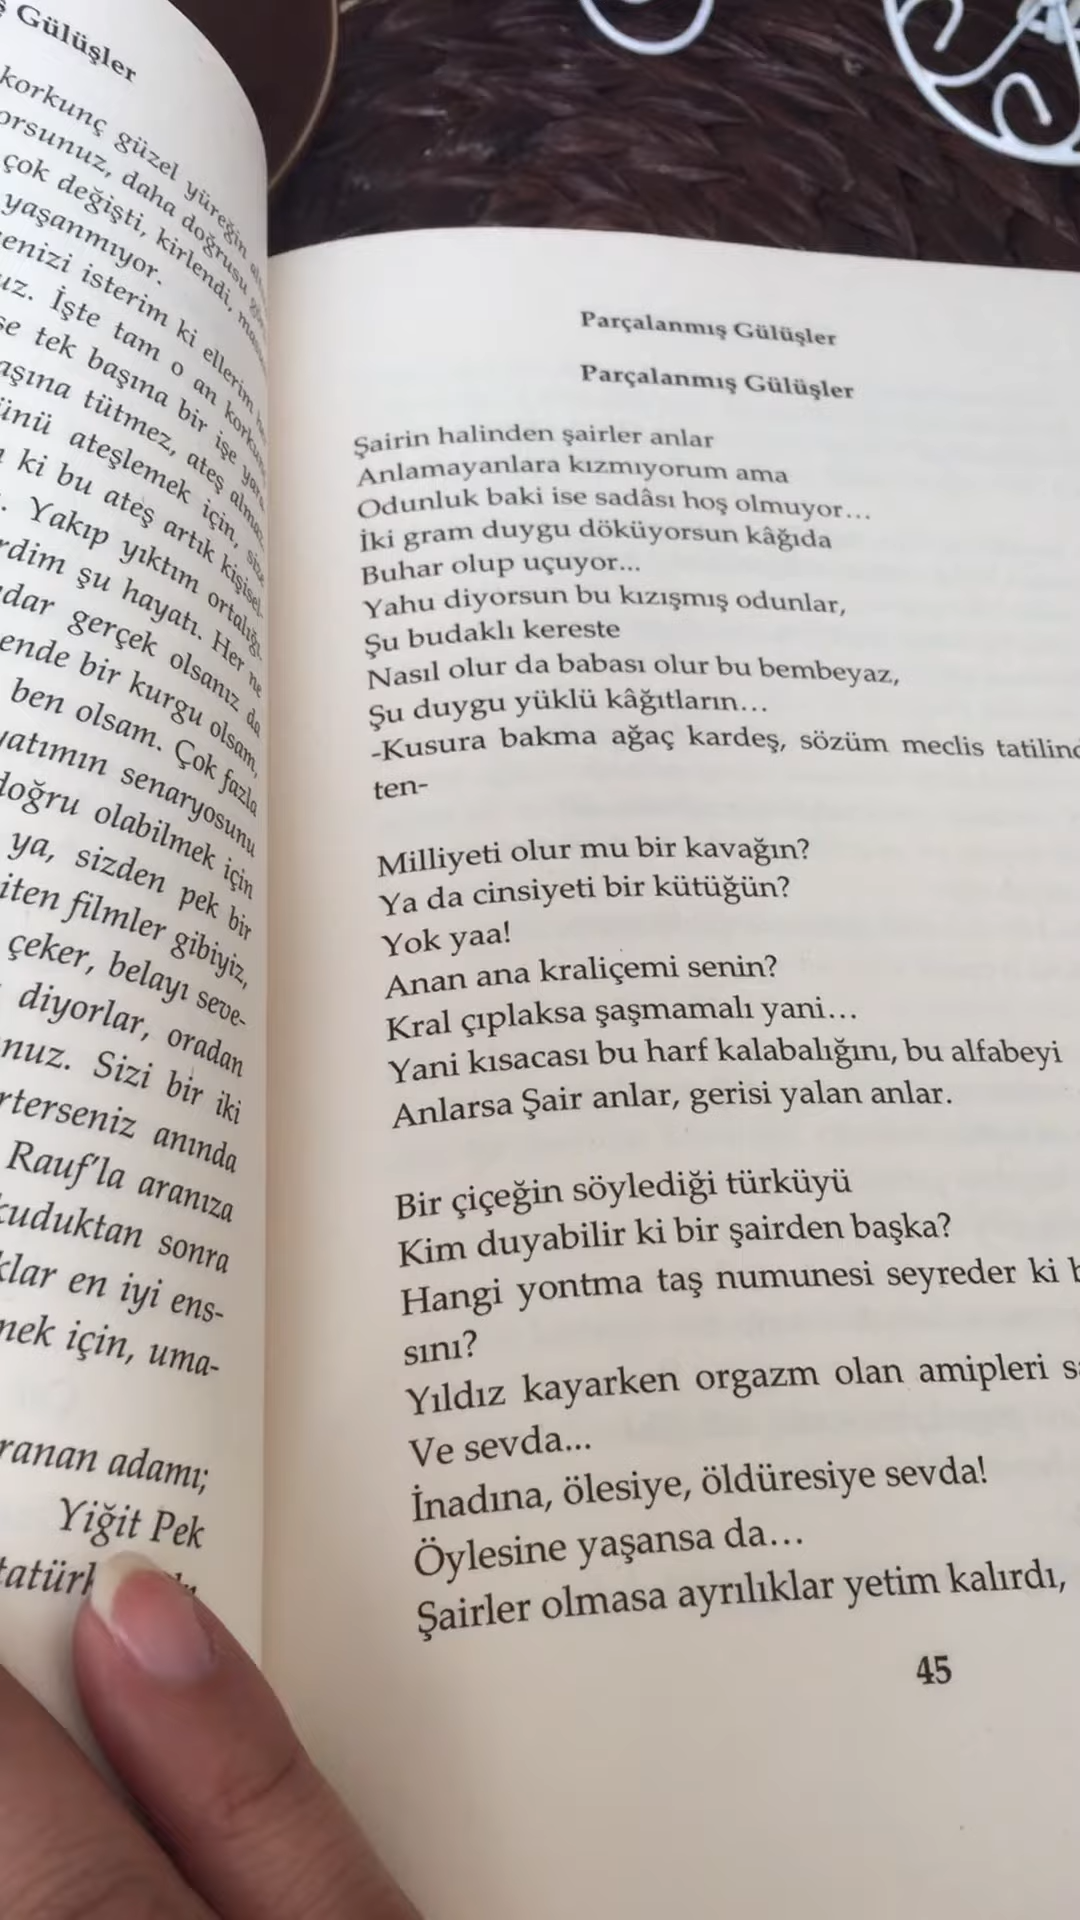 Gülüşler
korkunç güzel yüreğin
orsunuz, daha doğrusu
çok değişti, kirlendi,
yaşanmıyor.
enizi isterim ki ellerim
uz. İşte tam o an
se tek başına bir işe
aşına tütmez, ateş almaz.
ünü ateşlemek için, size
ki bu ateş artık kişisel.
. Yakıp yıktım ortalığı.
rdim şu hayatı. Her ne
dar gerçek olsanız da
ende bir kurgu olsam,
ben olsam. Çok fazla
yatımın senaryosunu
doğru olabilmek için
ya, sizden pek bir
iten filmler gibiyiz,
çeker, belayı seve-
diyorlar, oradan
nuz. Sizi bir iki
rterseniz anında
Rauf'la aranıza
kuduktan sonra
klar en iyi ens-
mek için, uma-
ranan adamı;
Yiğit Pek
Parçalanmış Gülüşler
Parçalanmış Gülüşler
Şairin halinden şairler anlar
Anlamayanlara kızmıyorum ama
Odunluk baki ise sadâsı hoş olmuyor...
İki gram duygu döküyorsun kâğıda
Buhar olup uçuyor...
Yahu diyorsun bu kızışmış odunlar,
Şu budaklı kereste
Nasıl olur da babası olur bu bembeyaz,
Şu duygu yüklü kâğıtların...
-Kusura bakma ağaç kardeş, sözüm meclis tatilind
ten-
Milliyeti olur mu bir kavağın?
Ya da cinsiyeti bir kütüğün?
Yok yaa!
Anan ana kraliçemi senin?
Kral çıplaksa şaşmamalı yani...
Yani kısacası bu harf kalabalığını, bu alfabeyi
Anlarsa Şair anlar, gerisi yalan anlar.
Bir çiçeğin söylediği türküyü
Kim duyabilir ki bir şairden başka?
Hangi yontma taş numunesi seyreder ki
sını?
Yıldız kayarken orgazm olan amipleri
Ve sevda...
İnadına, ölesiye, öldüresiye sevda!
Öylesine yaşansa da...
Şairler olmasa ayrılıklar yetim kalırdı,
45